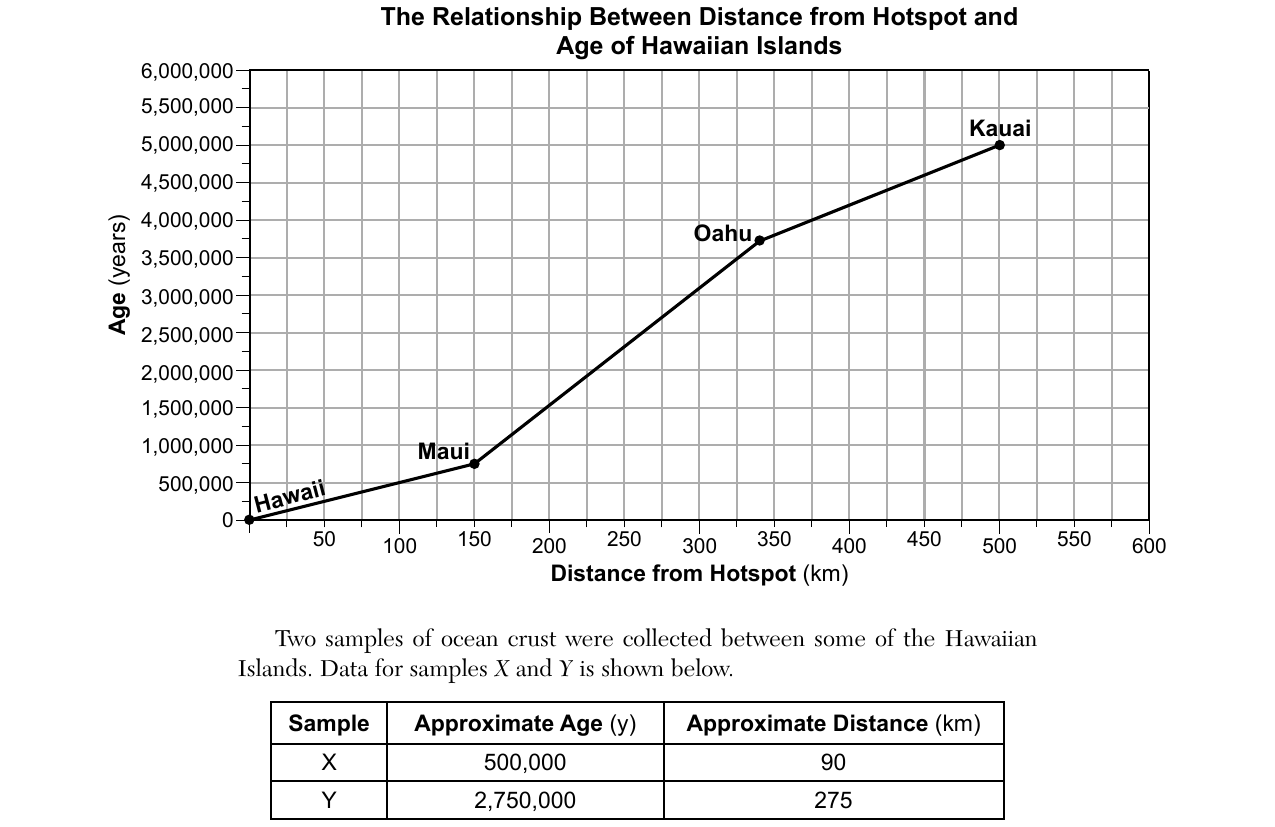 The Relationship Between Distance from Hotspot and
Age of Hawaiian Islands
6,000,000
5,500,000
5,000,000
4,500,000
4,000,000
3,500,000
3,000,000
2,500,000
2,000,000
1,500,000
1,000,000
500,000
0
Age (years)
Kauai
Oahu
Maui
Hawaii
50 100 150 200 250 300 350 400 450 500 550 600
Distance from Hotspot (km)
Two samples of ocean crust were collected between some of the Hawaiian
Islands. Data for samples X and Y is shown below.
Sample Approximate Age (y) Approximate Distance (km)
X 500,000 90
Y 2,750,000 275